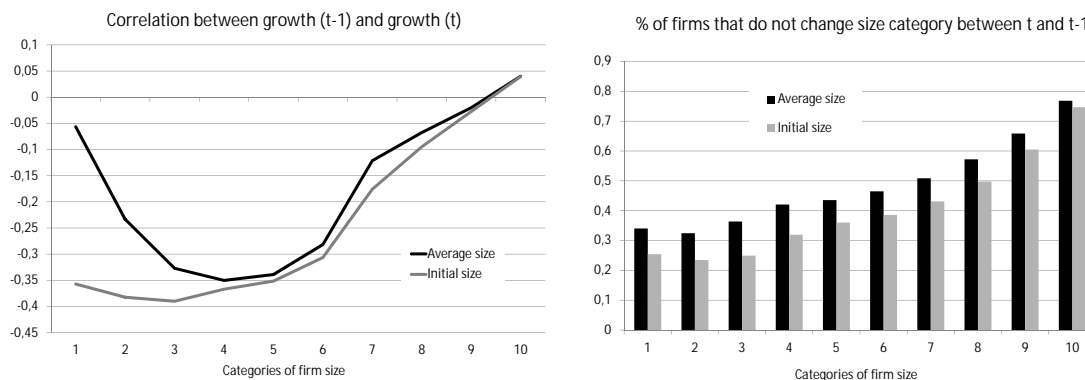 Correlation between growth (t-1) and growth (t)
0,1
0,05
0
-0,05
-0,1
-0,15
-0,2
-0,25
-0,3
-0,35
-0,4
-0,45
Average size
Initial size
1 2 3 4 5 6 7 8 9 10
Categories of firm size
% of firms that do not change size category between t and t-1
0,9
0,8
0,7
0,6
0,5
0,4
0,3
0,2
0,1
0
Average size
Initial size
1 2 3 4 5 6 7 8 9 10
Categories of firm size